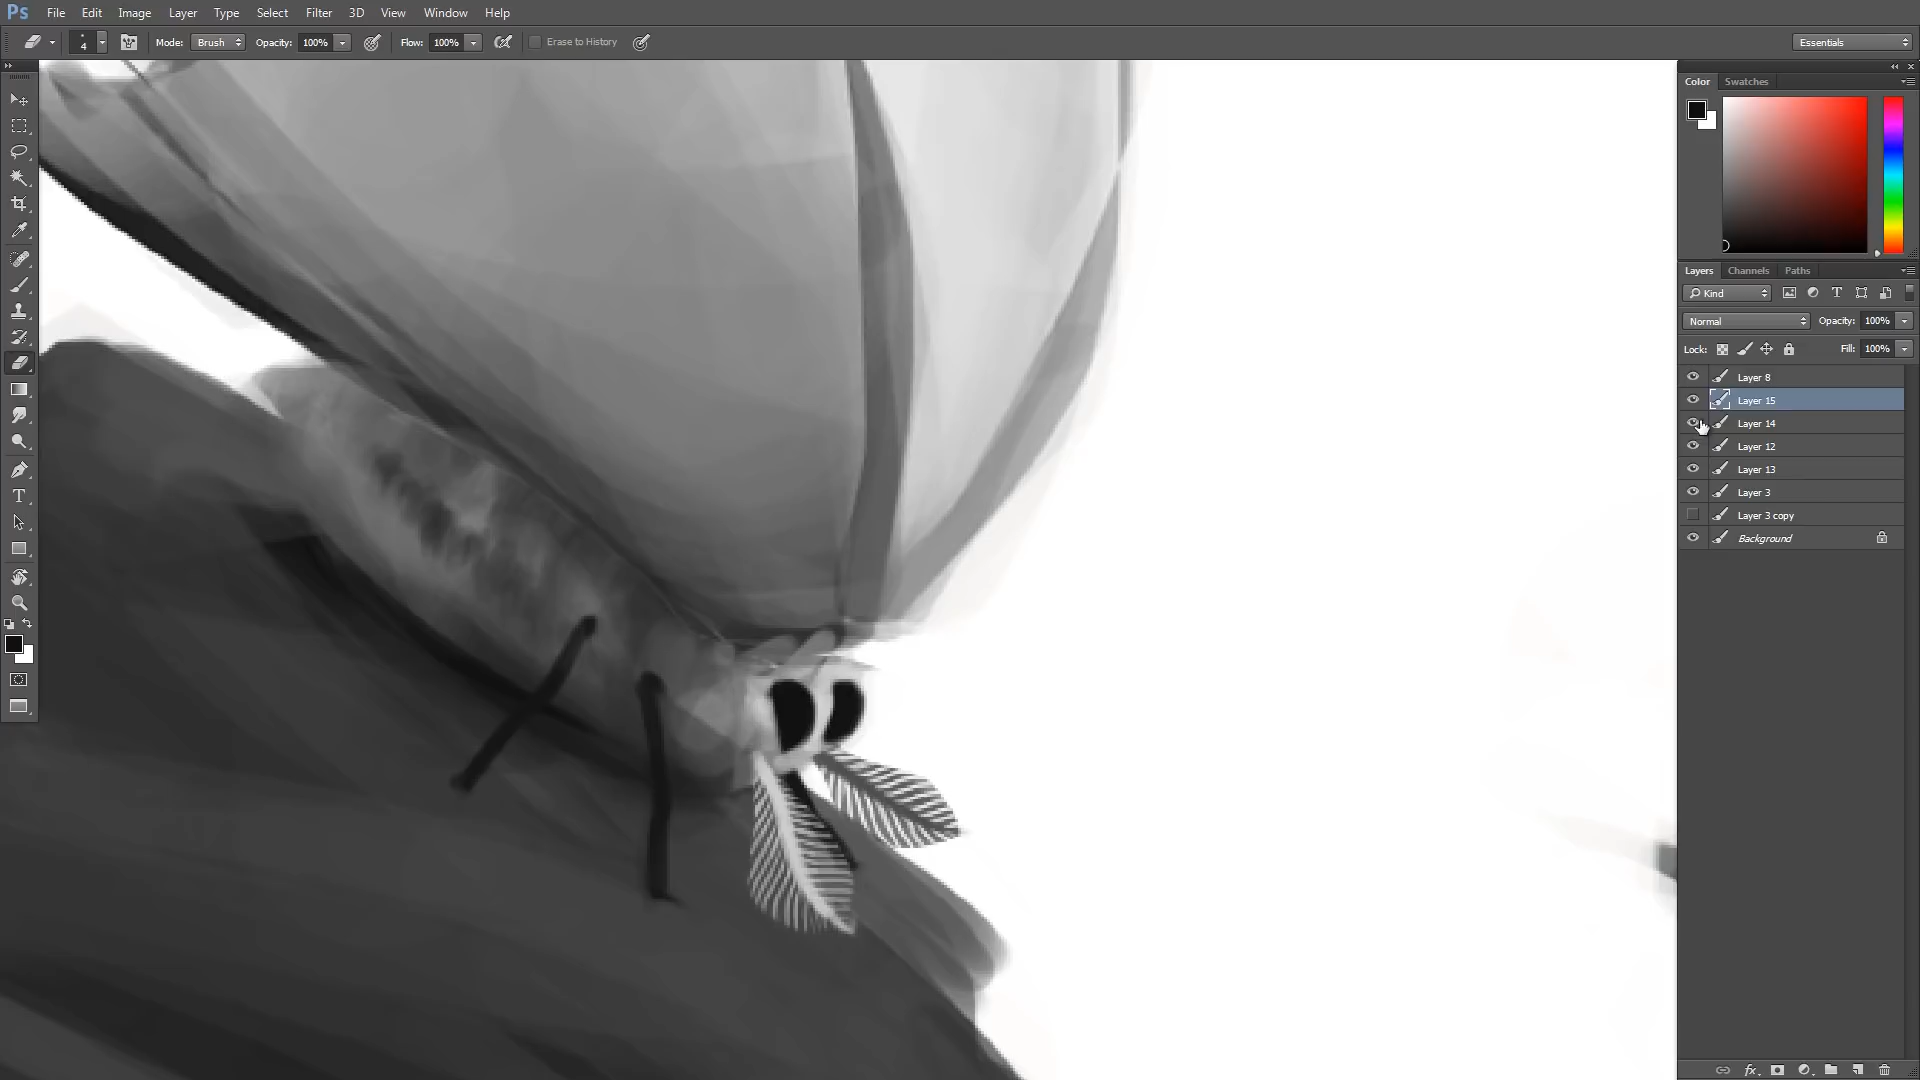 Ps File Edit Image Layer Type Select Filter 3D View Window Help
4 Mode: Brush Opacity: 100% Flow: 100% Erase to History Essentials
Color Swatches
Layers Channels Paths
Kind
Normal Opacity: 100%
Lock: Fill: 100%
Layer 8
Layer 15
Layer 14
Layer 12
Layer 13
Layer 3
Layer 3 copy
Background